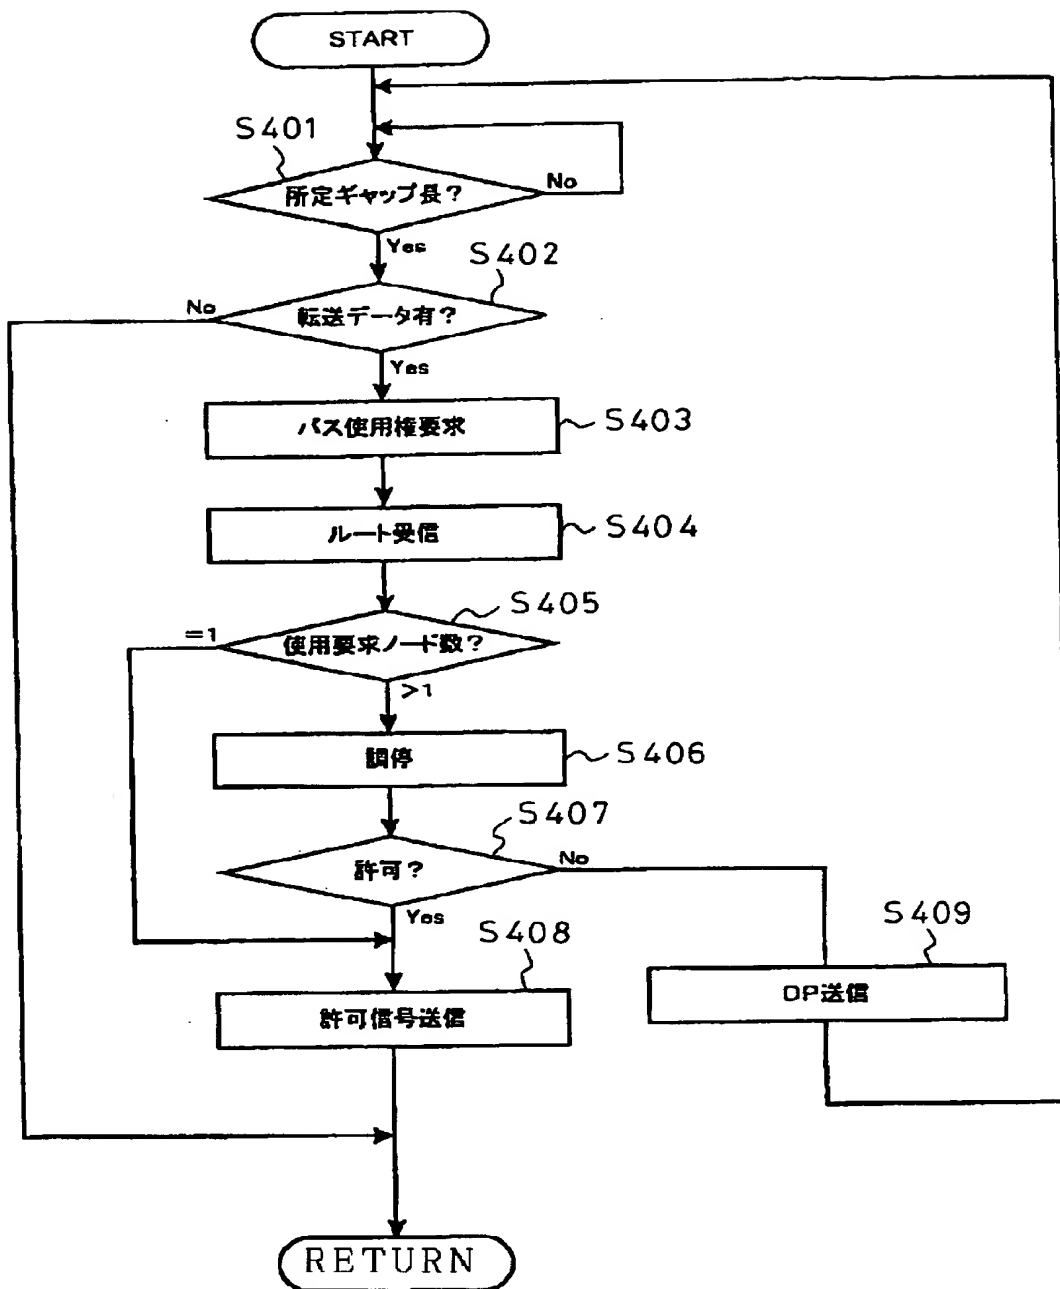 START
S401
所定ギャップ長?
No
Yes
S402
No
転送データ有?
Yes
バス使用権要求
S403
ルート受信
S404
S405
=1
使用要求ノード数?
>1
調停
S406
S407
許可?
No
Yes
S408
S409
許可信号送信
DP送信
RETURN